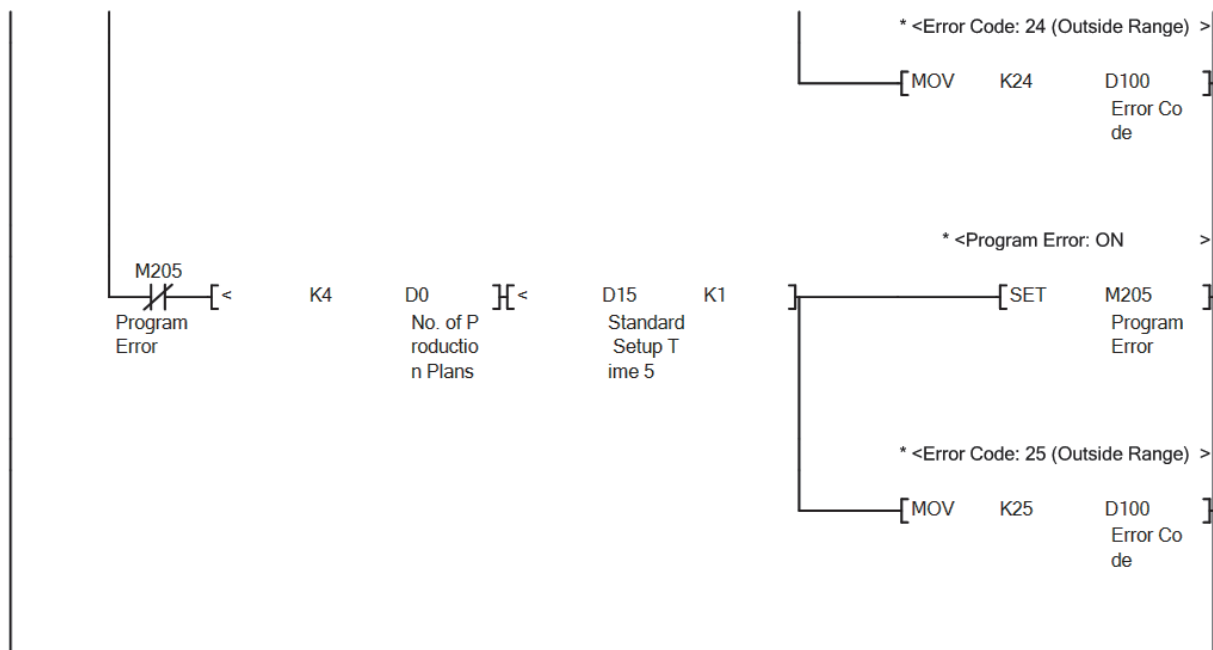 * <Error Code: 24 (Outside Range) >
[ MOV K24 D100 ]
Error Co
de
* <Program Error: ON >
M205
[ < K4 D0 ][ < D15 K1 ] [ SET M205 ]
Program No. of P Standard Program
Error roductio Setup T Error
n Plans ime 5
* <Error Code: 25 (Outside Range) >
[ MOV K25 D100 ]
Error Co
de